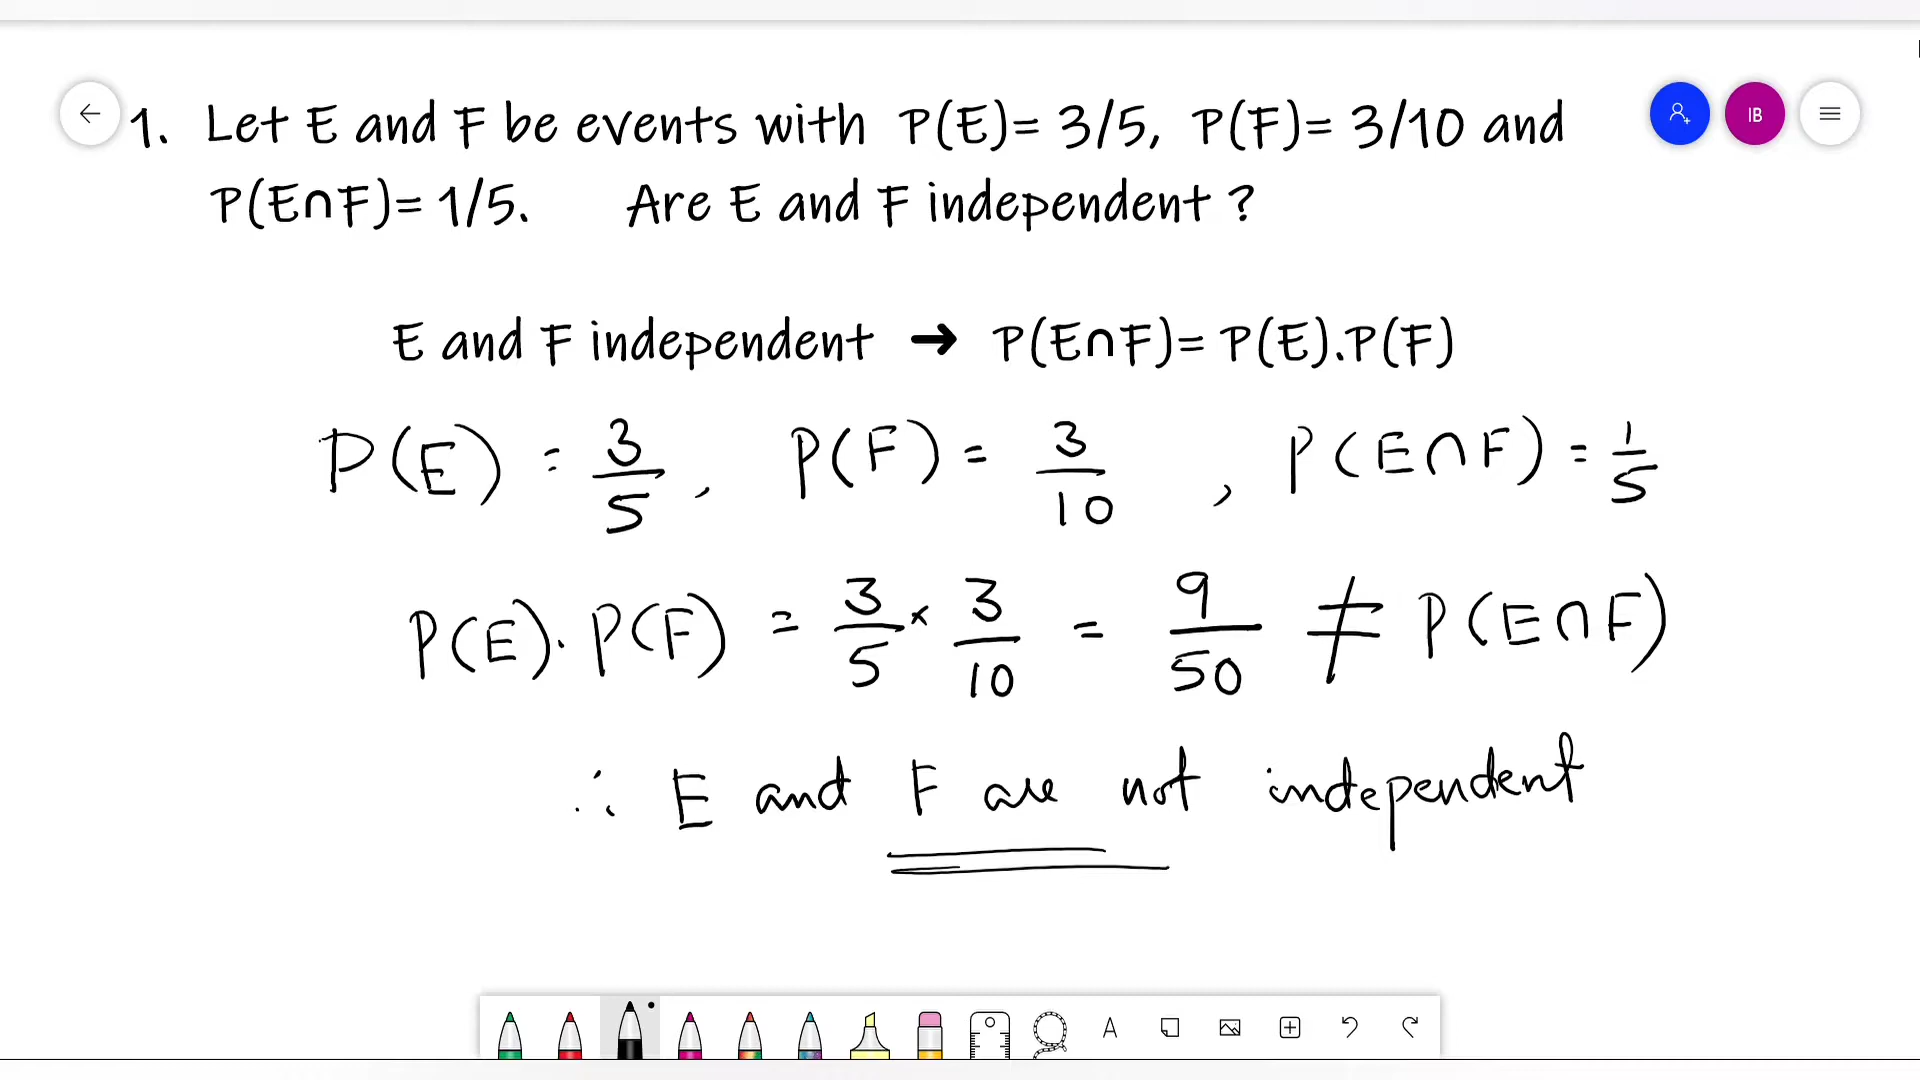 1. Let E and F be events with P(E)= 3/5, P(F)= 3/10 and
P(E∩F)= 1/5. Are E and F independent ?
IB
E and F independent → P(E∩F)= P(E).P(F)
P(E) = 3/5, P(F) = 3/10, P(E∩F) = 1/5
P(E). P(F) = 3/5 × 3/10 = 9/50 ≠ P(E∩F)
∴ E and F are not independent
A